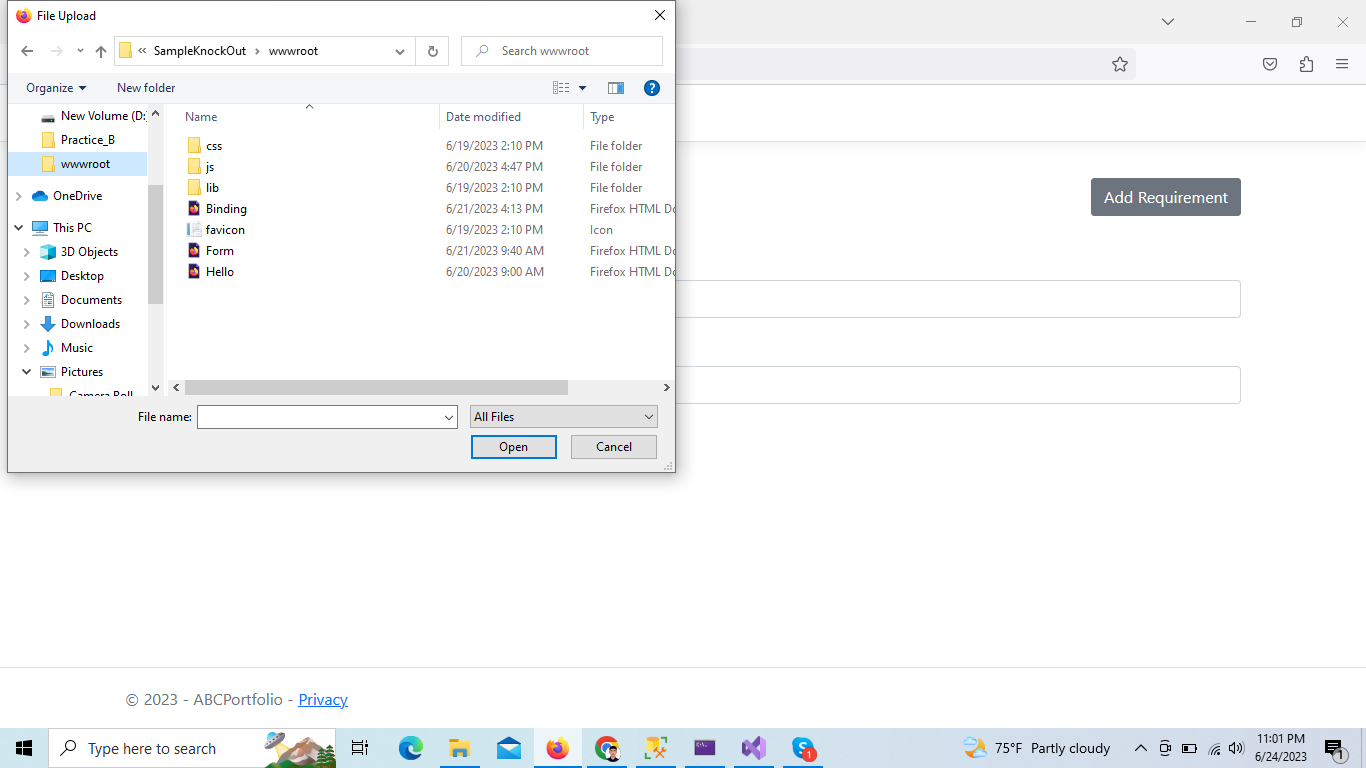 File Upload
« SampleKnockOut › wwwroot
Search wwwroot
Organize
New folder
Name
Date modified
Type
New Volume (D:
Practice_B
wwwroot
OneDrive
This PC
3D Objects
Desktop
Documents
Downloads
Music
Pictures
Camera Roll
css 6/19/2023 2:10 PM File folder
js 6/20/2023 4:47 PM File folder
lib 6/19/2023 2:10 PM File folder
Binding 6/21/2023 4:13 PM Firefox HTML Do
favicon 6/19/2023 2:10 PM Icon
Form 6/21/2023 9:40 AM Firefox HTML Do
Hello 6/20/2023 9:00 AM Firefox HTML Do
File name:
All Files
Open
Cancel
Add Requirement
© 2023 - ABCPortfolio - Privacy
Type here to search
1
75°F Partly cloudy
11:01 PM
6/24/2023
1